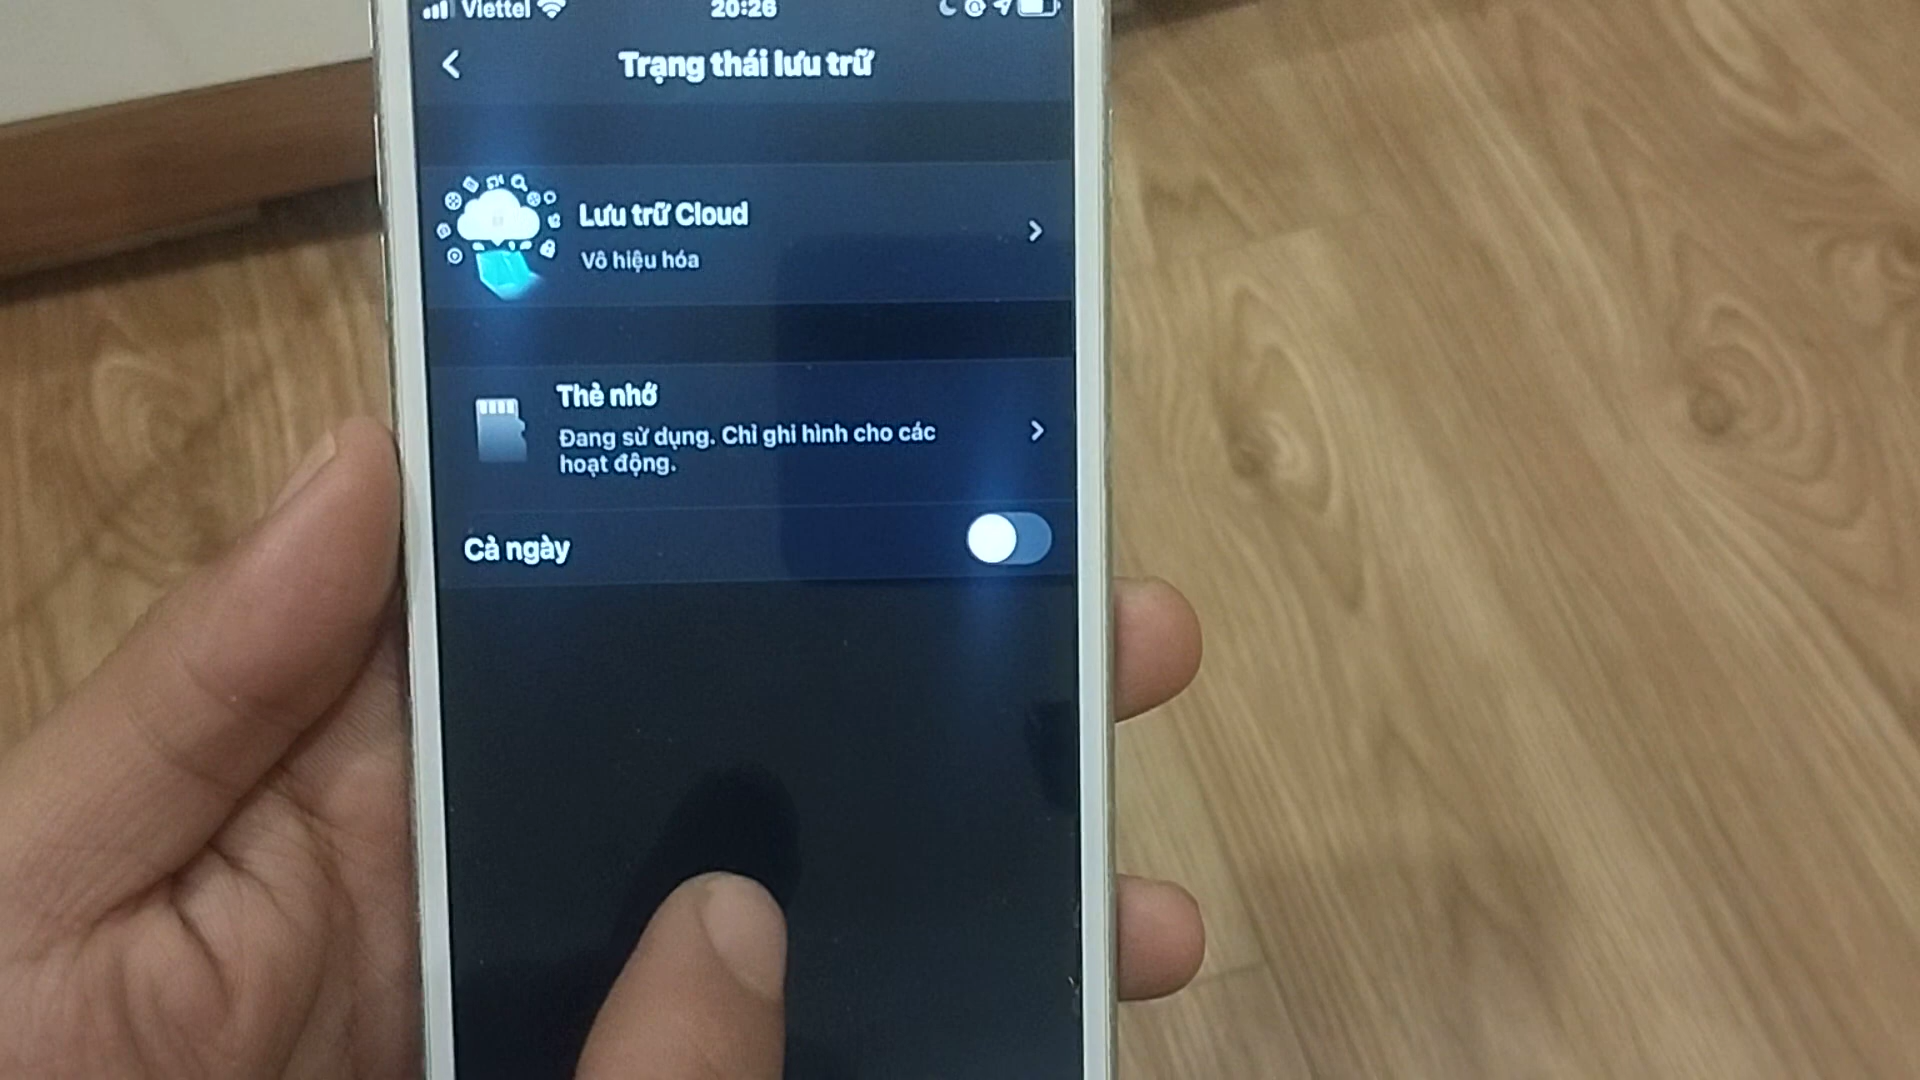 Viettel 20:26
Trạng thái lưu trữ
Lưu trữ Cloud
Vô hiệu hóa
Thẻ nhớ
Đang sử dụng. Chỉ ghi hình cho các
hoạt động.
Cả ngày